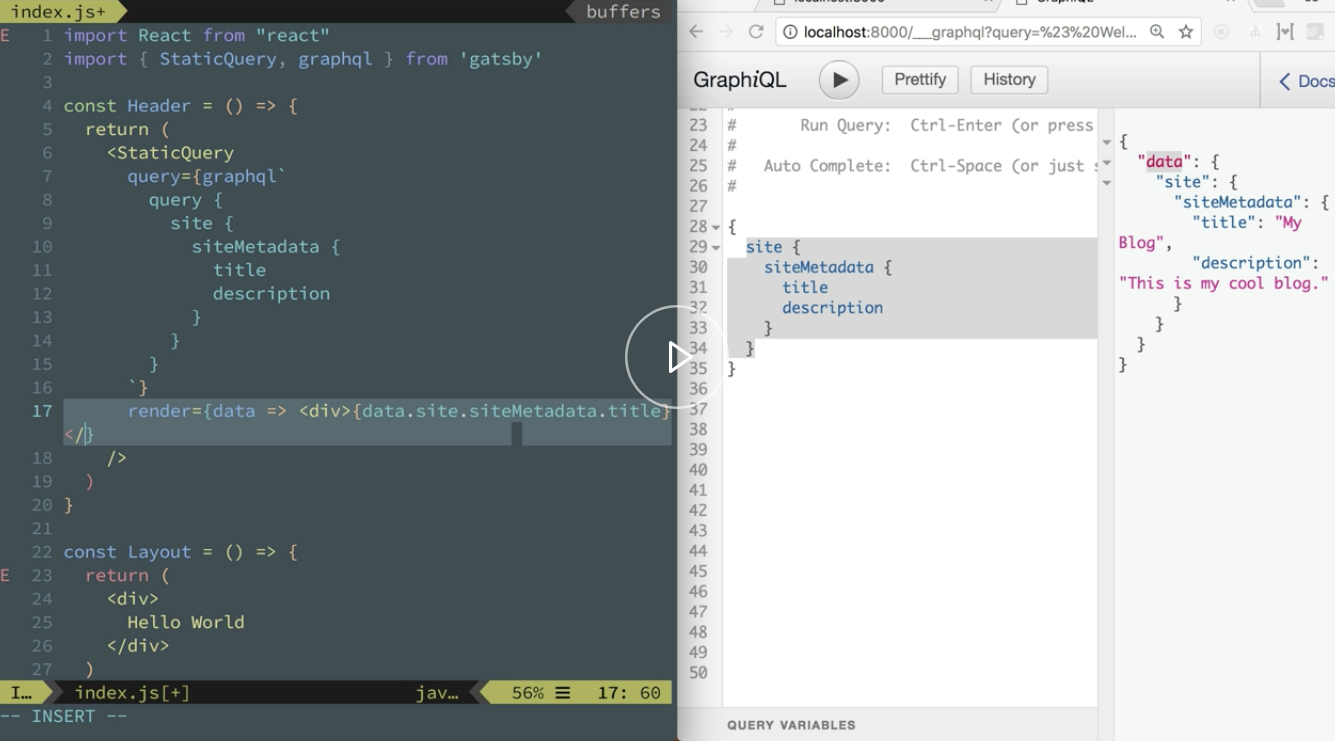 index.js+ buffers
E 1 import React from "react"
2 import { StaticQuery, graphql } from 'gatsby'
3
4 const Header = () => {
5 return (
6 <StaticQuery
7 query={graphql`
8 query {
9 site {
10 siteMetadata {
11 title
12 description
13 }
14 }
15 }
16 `}
17 render={data => <div>{data.site.siteMetadata.title}
</}
18 />
19 )
20 }
21
22 const Layout = () => {
E 23 return (
24 <div>
25 Hello World
26 </div>
27 )
I... index.js[+] jav... 56% ☰ 17: 60
-- INSERT --
localhost:8000/___graphql?query=%23%20Wel...
GraphiQL Prettify History Docs
23 # Run Query: Ctrl-Enter (or press
24 #
25 # Auto Complete: Ctrl-Space (or just
26 #
27
28 {
29 site {
30 siteMetadata {
31 title
32 description
33 }
34 }
35 }
36
37
38
39
40
41
42
43
44
45
46
47
48
49
50
QUERY VARIABLES
{
"data": {
"site": {
"siteMetadata": {
"title": "My
Blog",
"description":
"This is my cool blog."
}
}
}
}